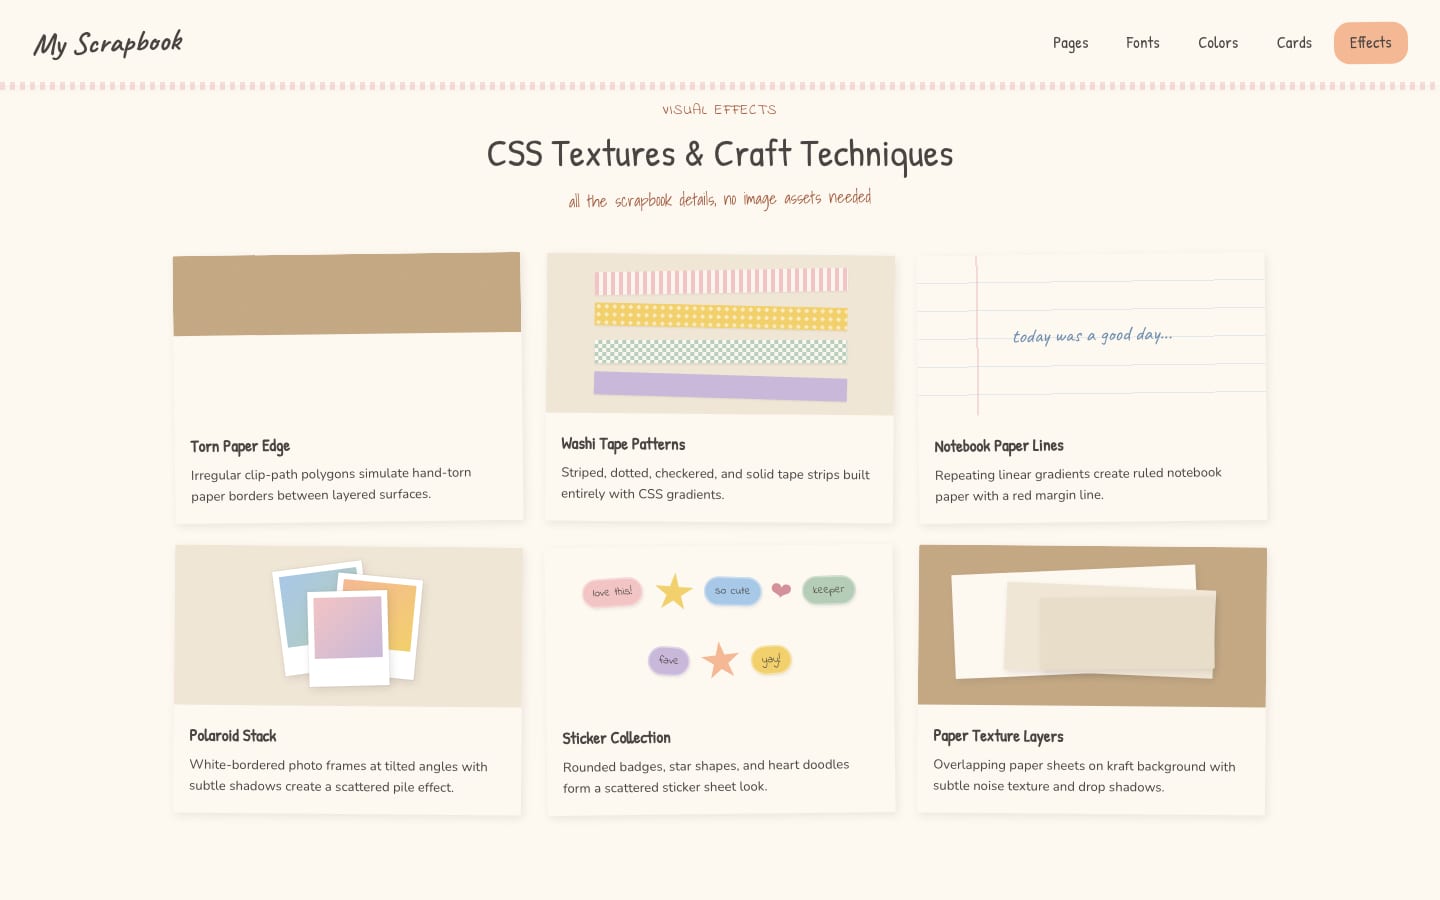 My Scrapbook
Pages
Fonts
Colors
Cards
Effects
VISUAL EFFECTS
CSS Textures & Craft Techniques
all the scrapbook details, no image assets needed
Torn Paper Edge
Irregular clip-path polygons simulate hand-torn
paper borders between layered surfaces.
Washi Tape Patterns
Striped, dotted, checkered, and solid tape strips built
entirely with CSS gradients.
today was a good day...
Notebook Paper Lines
Repeating linear gradients create ruled notebook
paper with a red margin line.
Polaroid Stack
White-bordered photo frames at tilted angles with
subtle shadows create a scattered pile effect.
love this!
so cute
keeper
fave
yay!
Sticker Collection
Rounded badges, star shapes, and heart doodles
form a scattered sticker sheet look.
Paper Texture Layers
Overlapping paper sheets on kraft background with
subtle noise texture and drop shadows.